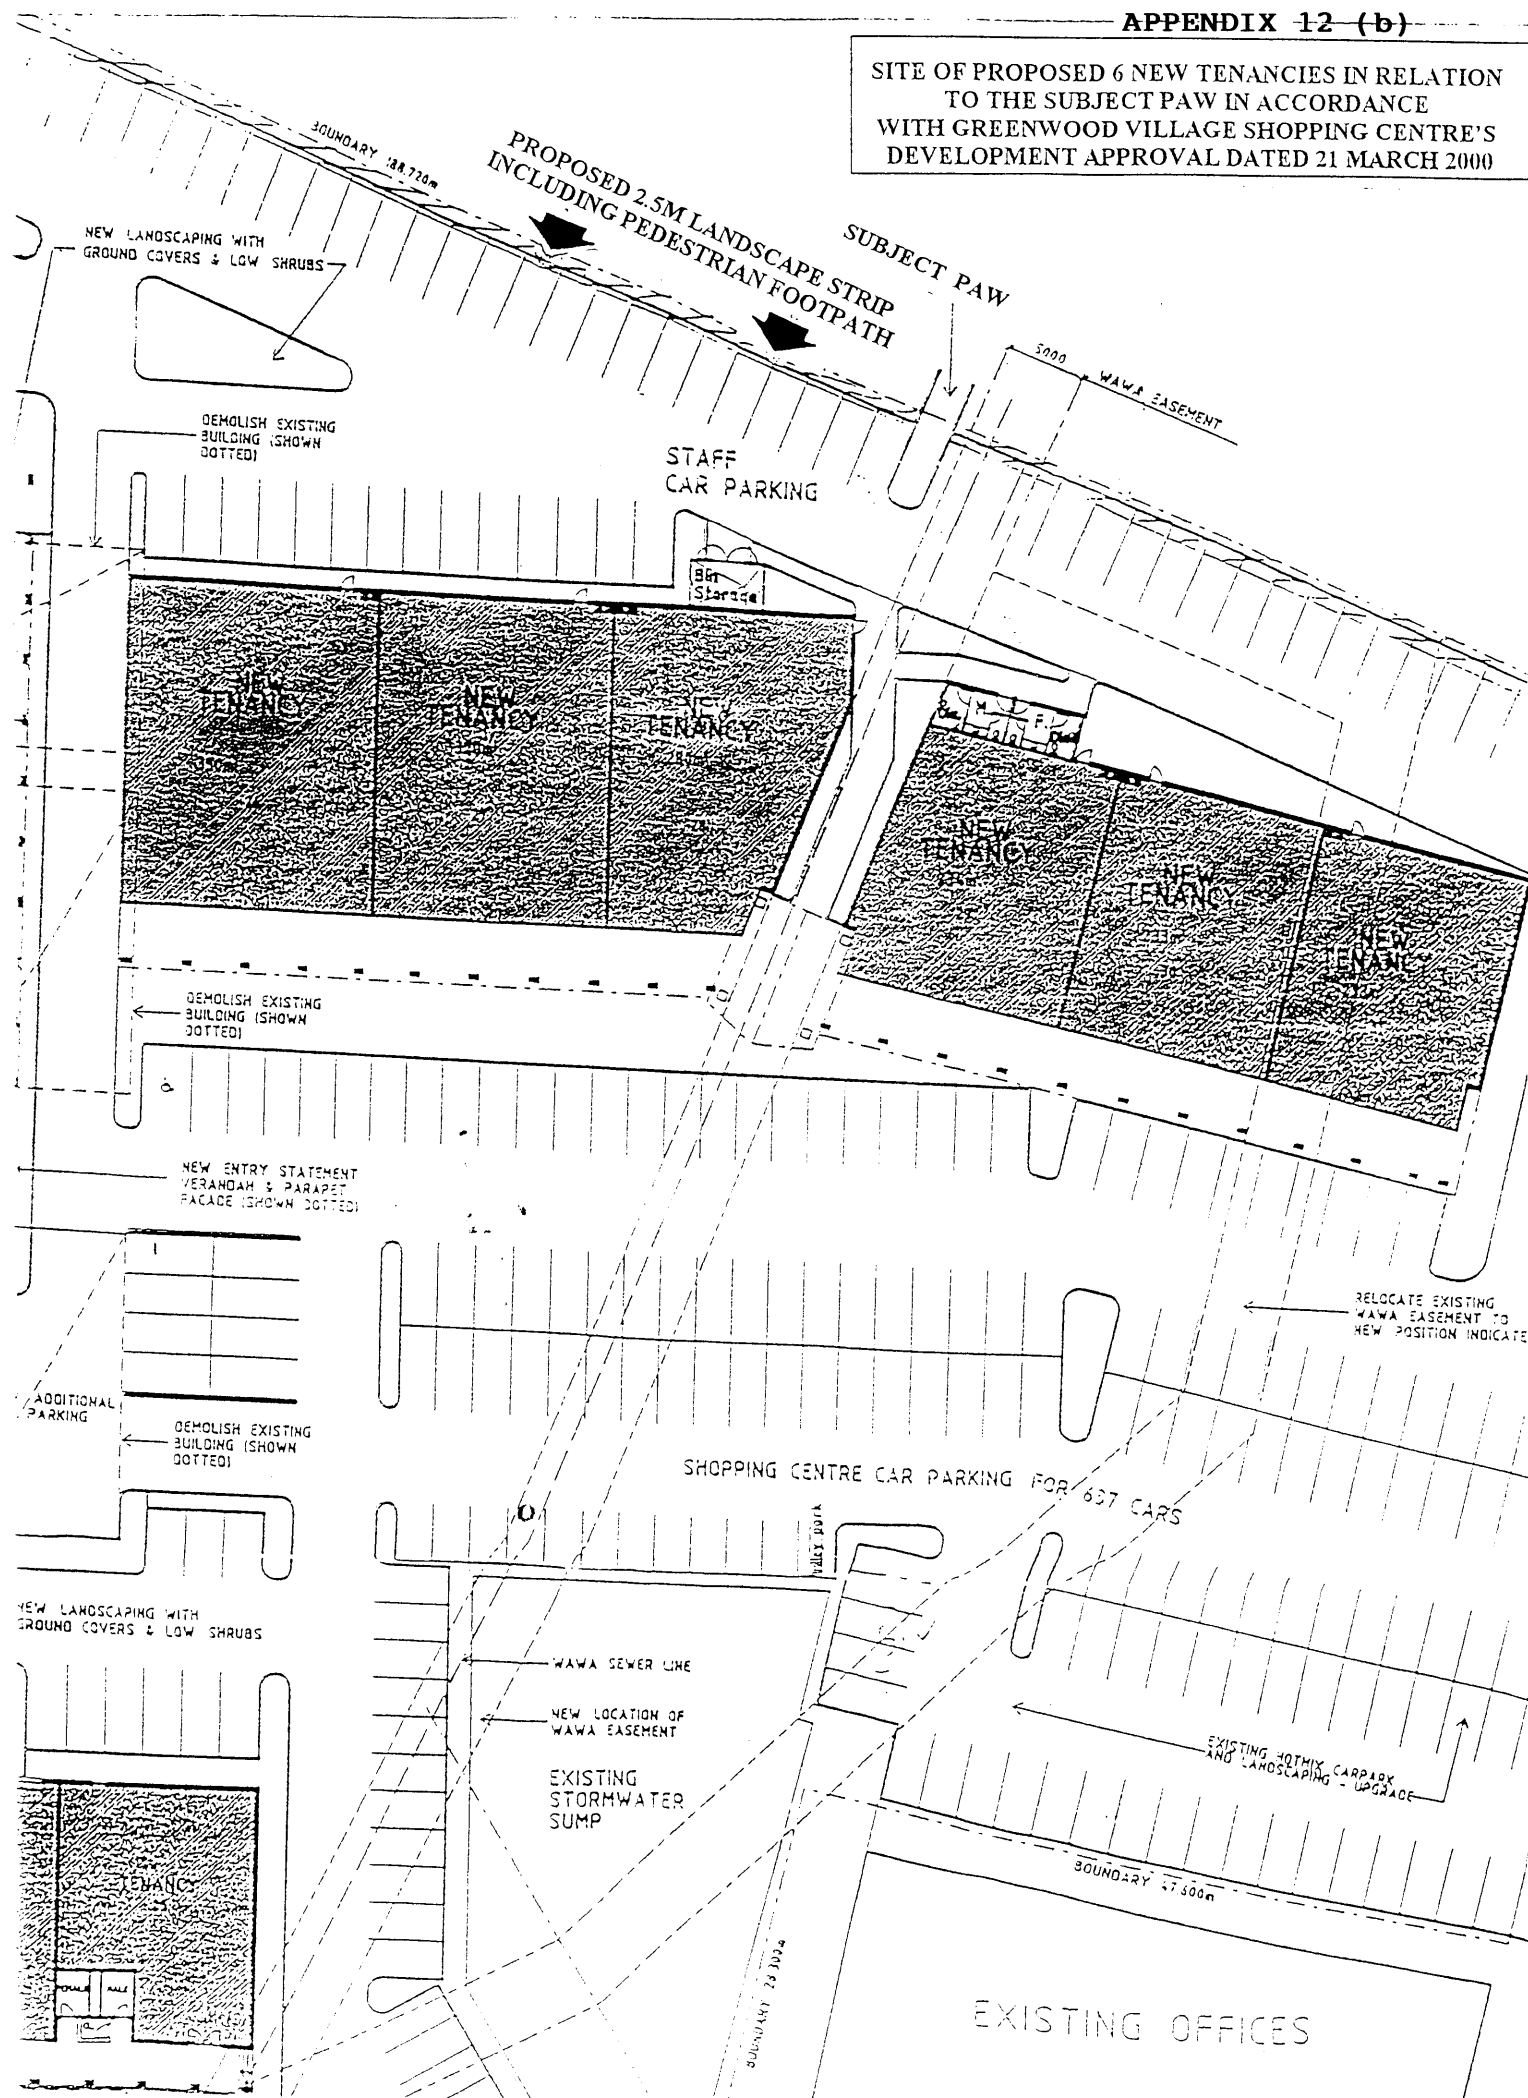 APPENDIX 12 (b)
SITE OF PROPOSED 6 NEW TENANCIES IN RELATION
TO THE SUBJECT PAW IN ACCORDANCE
WITH GREENWOOD VILLAGE SHOPPING CENTRE'S
DEVELOPMENT APPROVAL DATED 21 MARCH 2000
BOUNDARY 188.720m
PROPOSED 2.5M LANDSCAPE STRIP
INCLUDING PEDESTRIAN FOOTPATH
SUBJECT PAW
NEW LANDSCAPING WITH
GROUND COVERS & LOW SHRUBS
5000
WAWA EASEMENT
DEMOLISH EXISTING
BUILDING (SHOWN
DOTTED)
STAFF
CAR PARKING
Bin
Storage
NEW
TENANCY
NEW
TENANCY
NEW
TENANCY
M
F.
NEW
TENANCY
NEW
TENANCY
NEW
TENANCY
DEMOLISH EXISTING
BUILDING (SHOWN
DOTTED)
NEW ENTRY STATEMENT
VERANDAH & PARAPET
FACADE (SHOWN DOTTED)
RELOCATE EXISTING
WAWA EASEMENT TO
NEW POSITION INDICATE
ADDITIONAL
PARKING
DEMOLISH EXISTING
BUILDING (SHOWN
DOTTED)
SHOPPING CENTRE CAR PARKING FOR 637 CARS
NEW LANDSCAPING WITH
GROUND COVERS & LOW SHRUBS
WAWA SEWER LINE
NEW LOCATION OF
WAWA EASEMENT
EXISTING
STORMWATER
SUMP
EXISTING HOTMIX CARPARK
AND LANDSCAPING - UPGRADE
TENANCY
BOUNDARY 47.600m
BOUNDARY
EXISTING OFFICES